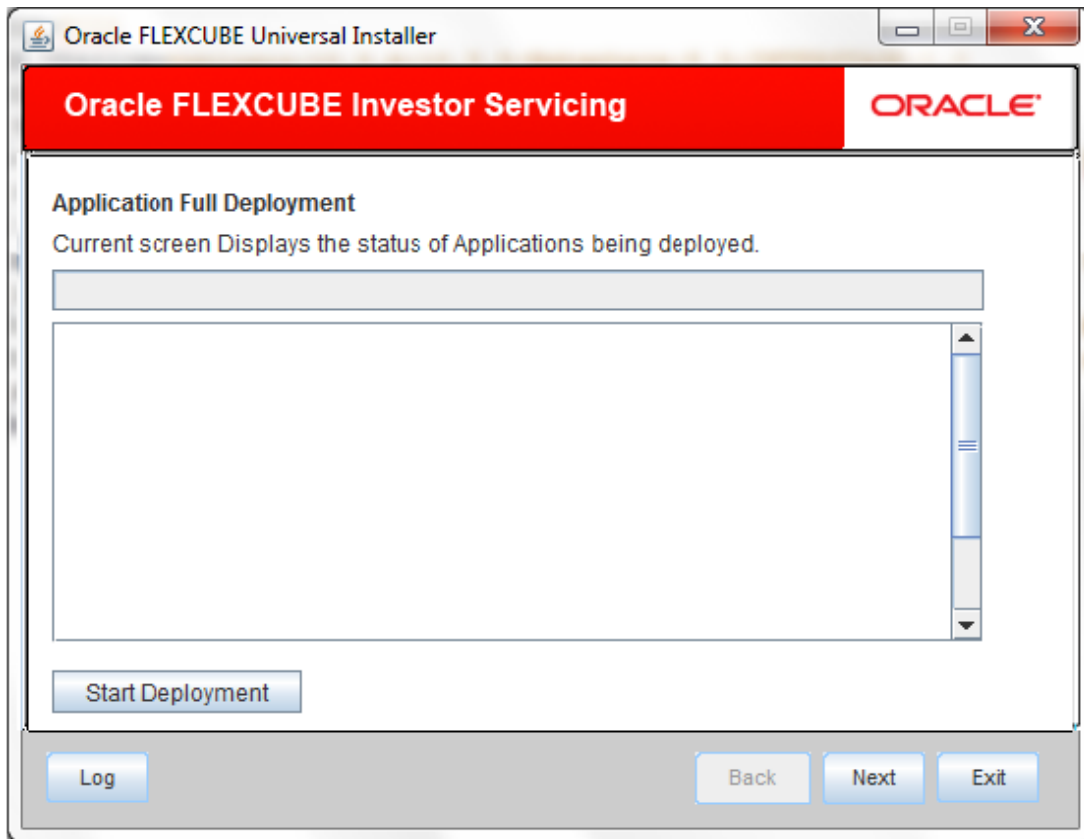 Oracle FLEXCUBE Universal Installer
Oracle FLEXCUBE Investor Servicing
ORACLE
Application Full Deployment
Current screen Displays the status of Applications being deployed.
Start Deployment
Log
Back
Next
Exit